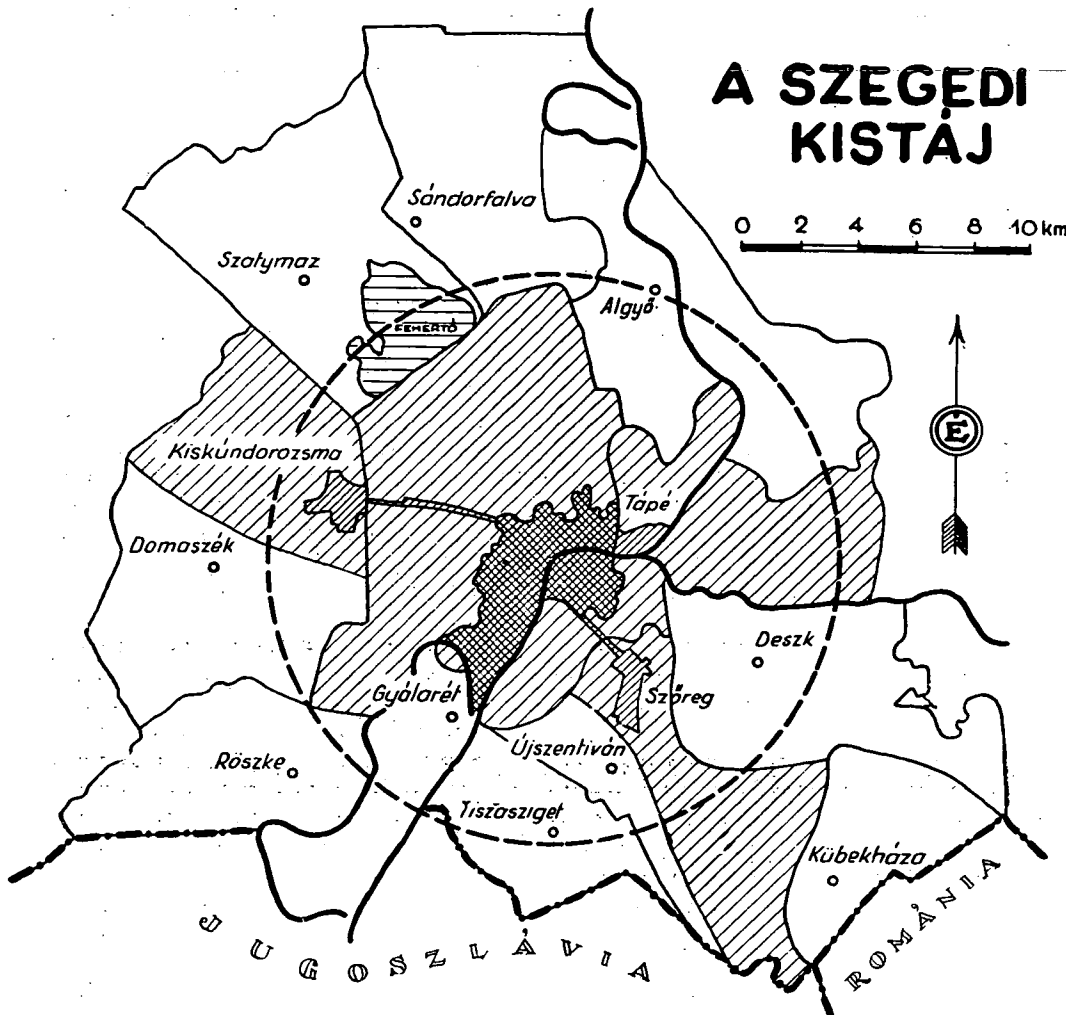 A SZEGEDI
KISTÁJ
0 2 4 6 8 10 km
Sándorfalva
Szatymaz
Algyő
FEHÉRTÓ
É
Kiskúndorozsma
Tápé
Domaszék
Deszk
Gyálarét
Szőreg
Újszentiván
Röszke
Tiszasziget
Kübekháza
JUGOSZLÁVIA
ROMÁNIA